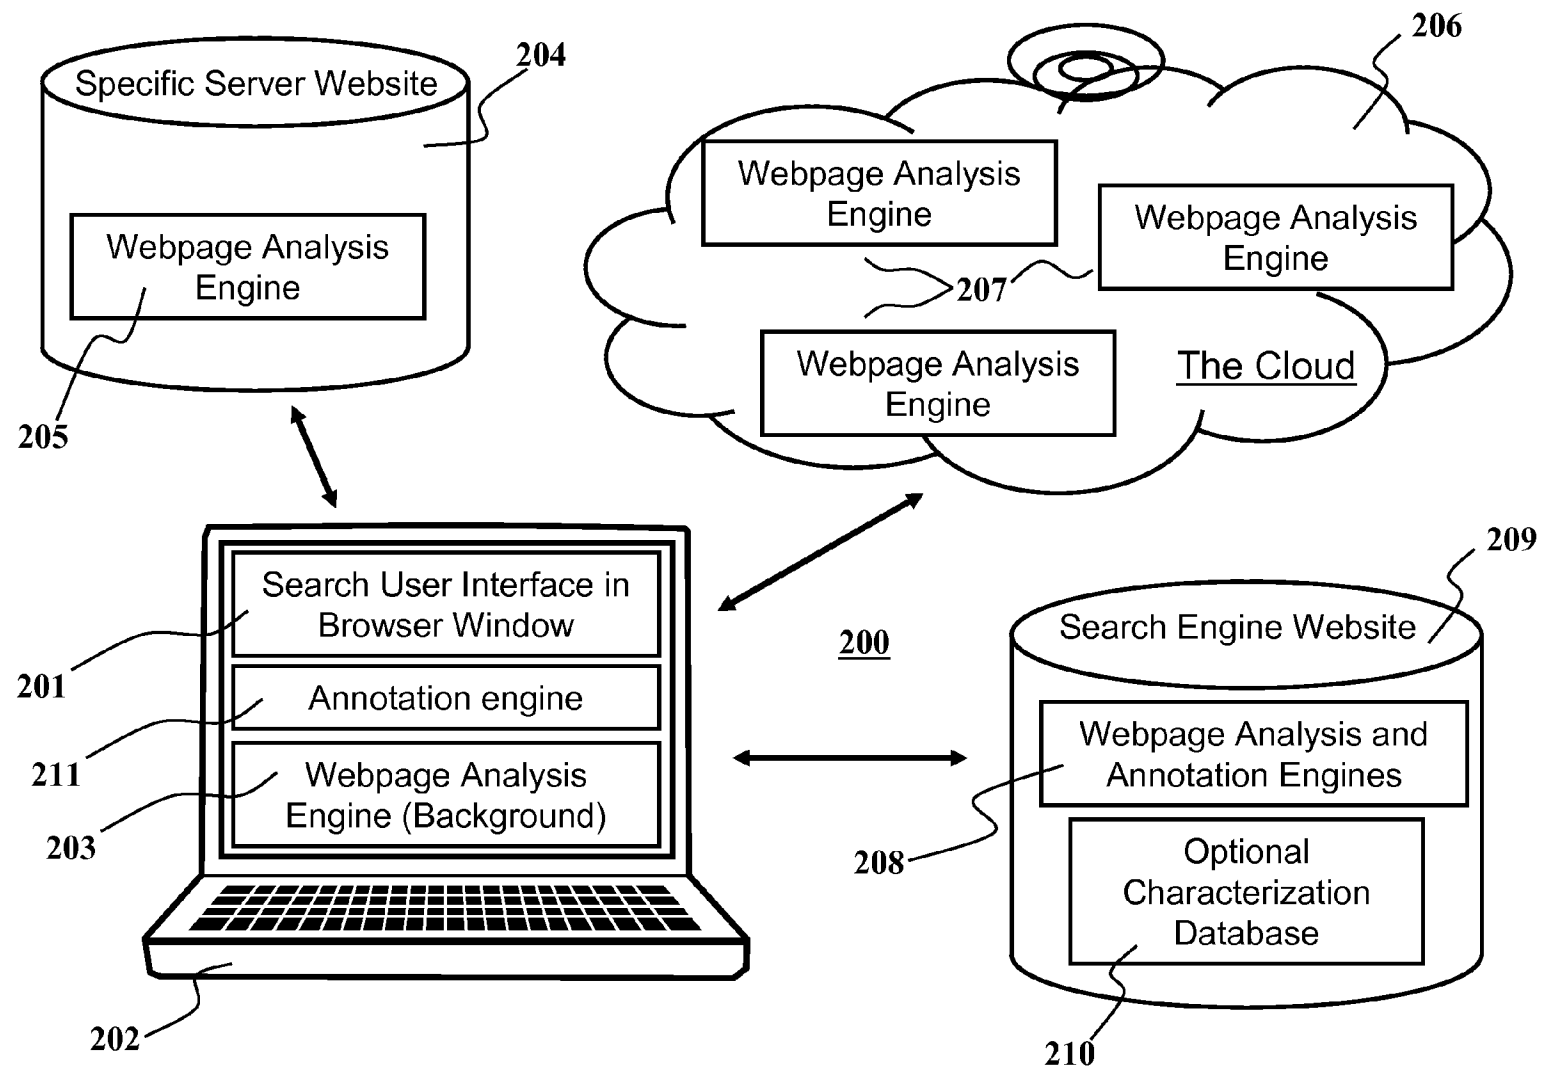 204
Specific Server Website
Webpage Analysis
Engine
205
206
Webpage Analysis
Engine
Webpage Analysis
Engine
207
Webpage Analysis
Engine
The Cloud
Search User Interface in
Browser Window
201
Annotation engine
211
Webpage Analysis
Engine (Background)
203
202
200
209
Search Engine Website
Webpage Analysis and
Annotation Engines
208
Optional
Characterization
Database
210